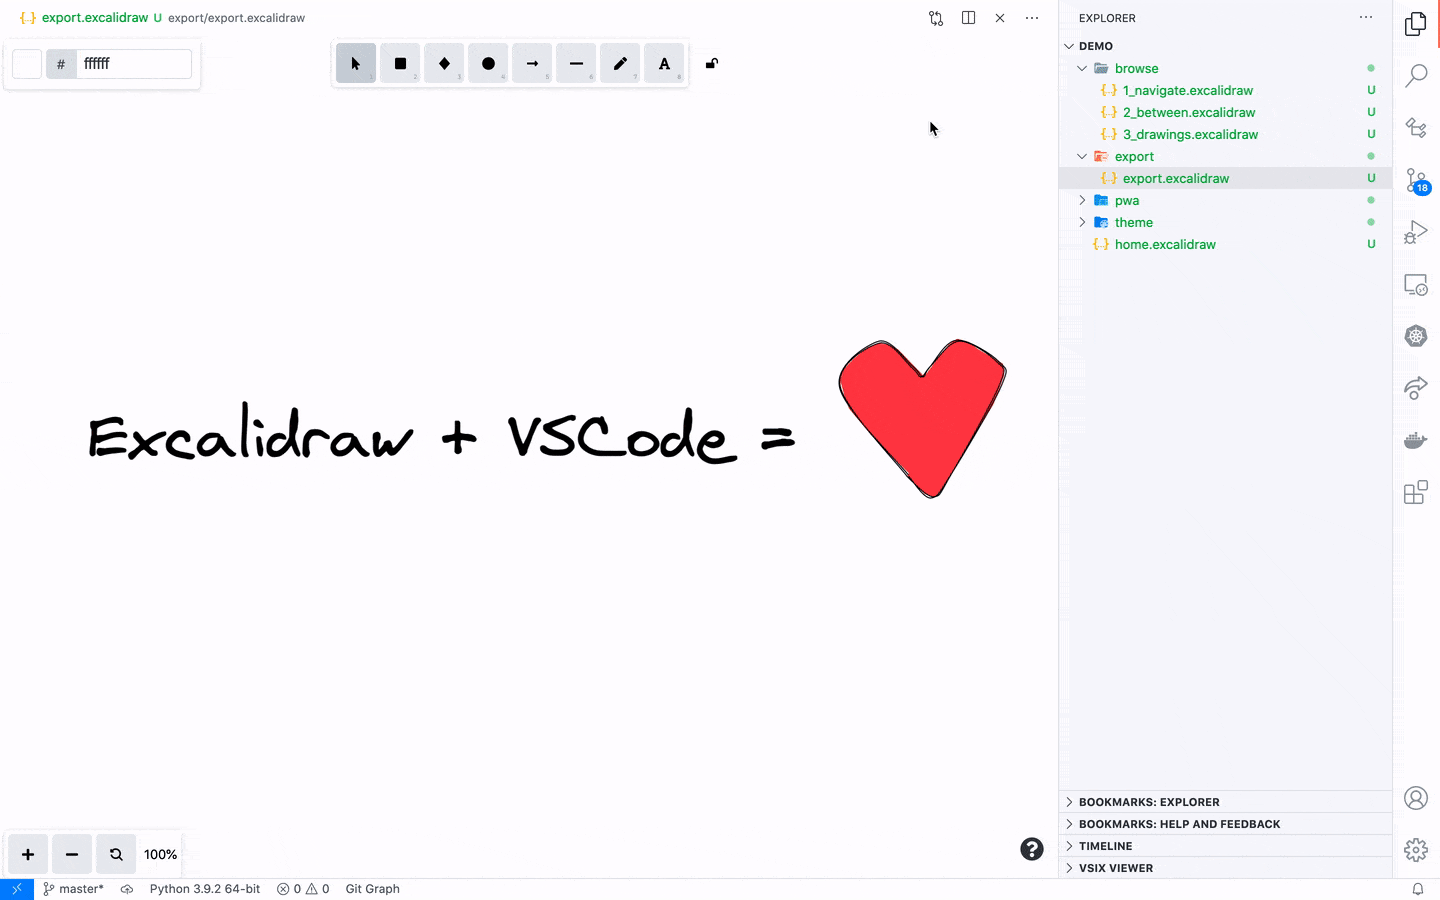 {..} export.excalidraw U export/export.excalidraw
# ffffff
1 2 3 4 5 6 7 A 8
Excalidraw + VSCode =
+ − 100% ?
EXPLORER ...
DEMO
browse
{..} 1_navigate.excalidraw U
{..} 2_between.excalidraw U
{..} 3_drawings.excalidraw U
export
{..} export.excalidraw U
pwa
theme
{..} home.excalidraw U
18
BOOKMARKS: EXPLORER
BOOKMARKS: HELP AND FEEDBACK
TIMELINE
VSIX VIEWER
master* Python 3.9.2 64-bit 0 0 Git Graph